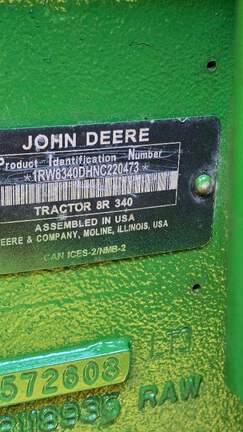 JOHN DEERE
Product Identification Number
*1RW8340DHNC220473*
TRACTOR 8R 340
ASSEMBLED IN USA
DEERE & COMPANY, MOLINE, ILLINOIS, USA
CAN ICES-2/NMB-2
572608
RAW